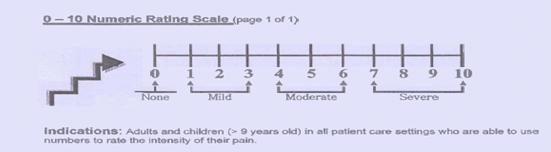 0 – 10 Numeric Rating Scale (page 1 of 1)
0 1 2 3 4 5 6 7 8 9 10
None Mild Moderate Severe
Indications: Adults and children (> 9 years old) in all patient care settings who are able to use
numbers to rate the intensity of their pain.